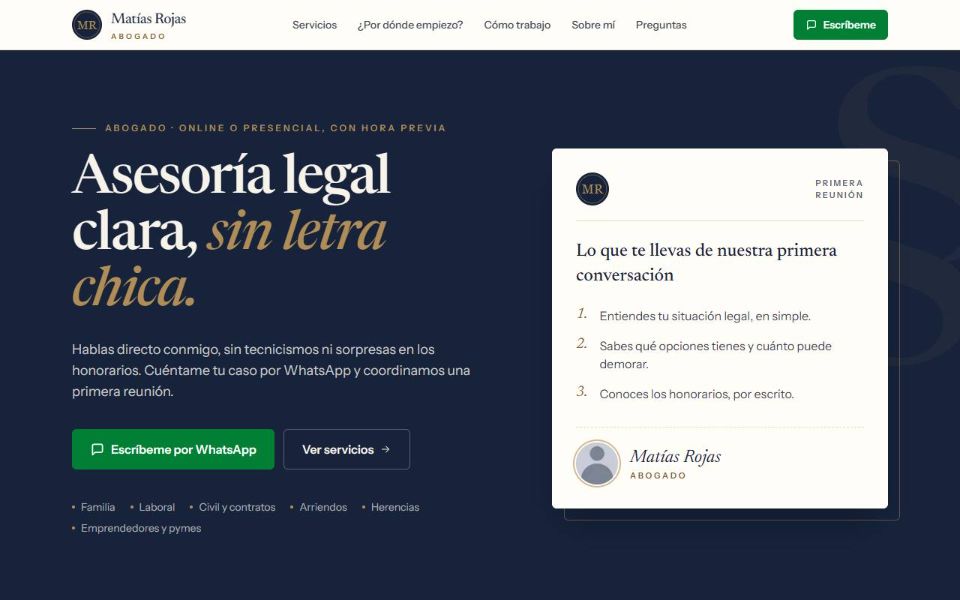 MR
Matías Rojas
ABOGADO
Servicios
¿Por dónde empiezo?
Cómo trabajo
Sobre mí
Preguntas
Escríbeme
ABOGADO · ONLINE O PRESENCIAL, CON HORA PREVIA
Asesoría legal
clara, sin letra
chica.
Hablas directo conmigo, sin tecnicismos ni sorpresas en los
honorarios. Cuéntame tu caso por WhatsApp y coordinamos una
primera reunión.
Escríbeme por WhatsApp
Ver servicios →
• Familia • Laboral • Civil y contratos • Arriendos • Herencias
• Emprendedores y pymes
§
MR
PRIMERA
REUNIÓN
Lo que te llevas de nuestra primera
conversación
1. Entiendes tu situación legal, en simple.
2. Sabes qué opciones tienes y cuánto puede
demorar.
3. Conoces los honorarios, por escrito.
Matías Rojas
ABOGADO